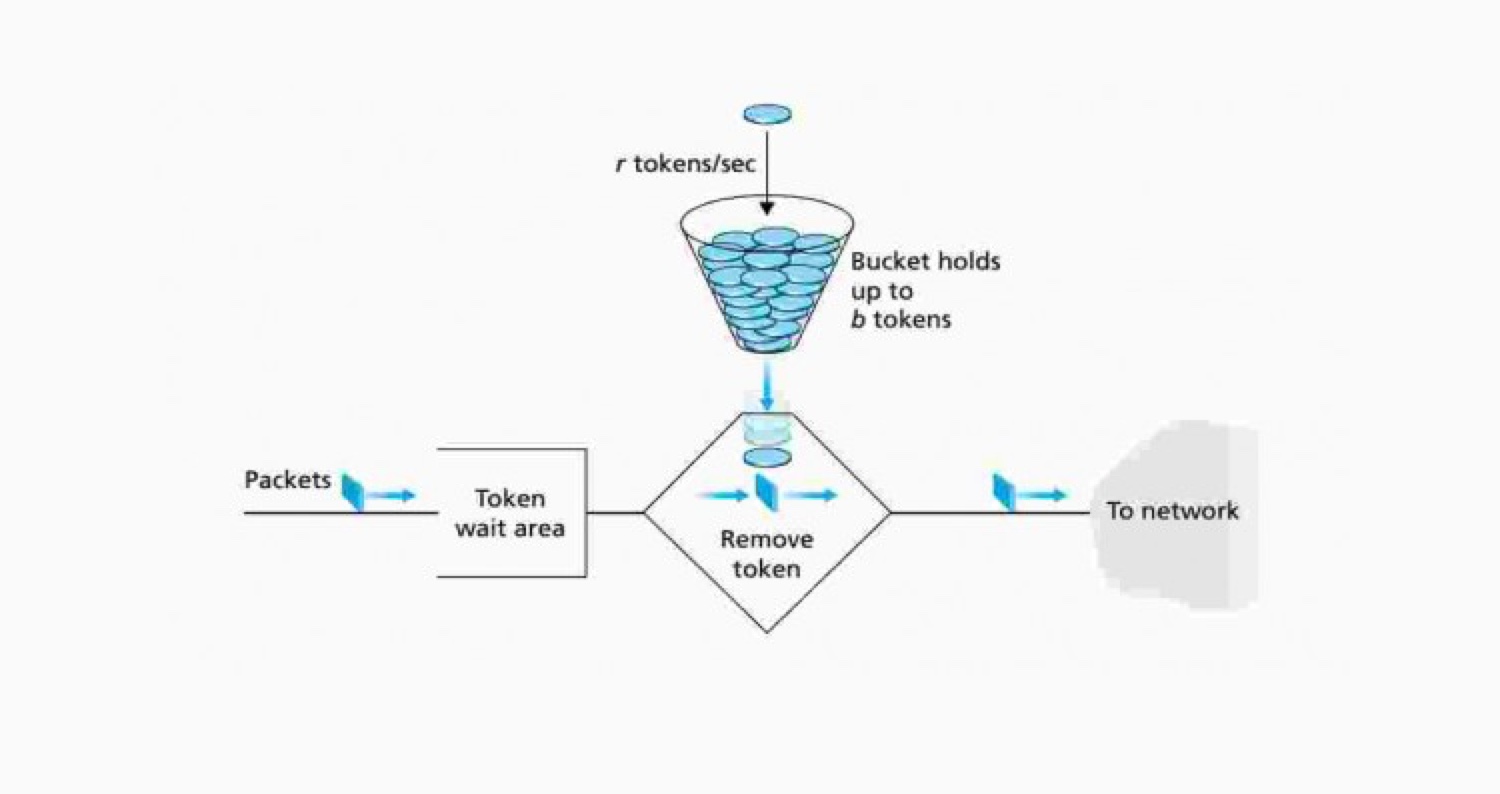 r tokens/sec
Bucket holds
up to
b tokens
Packets
Token
wait area
Remove
token
To network